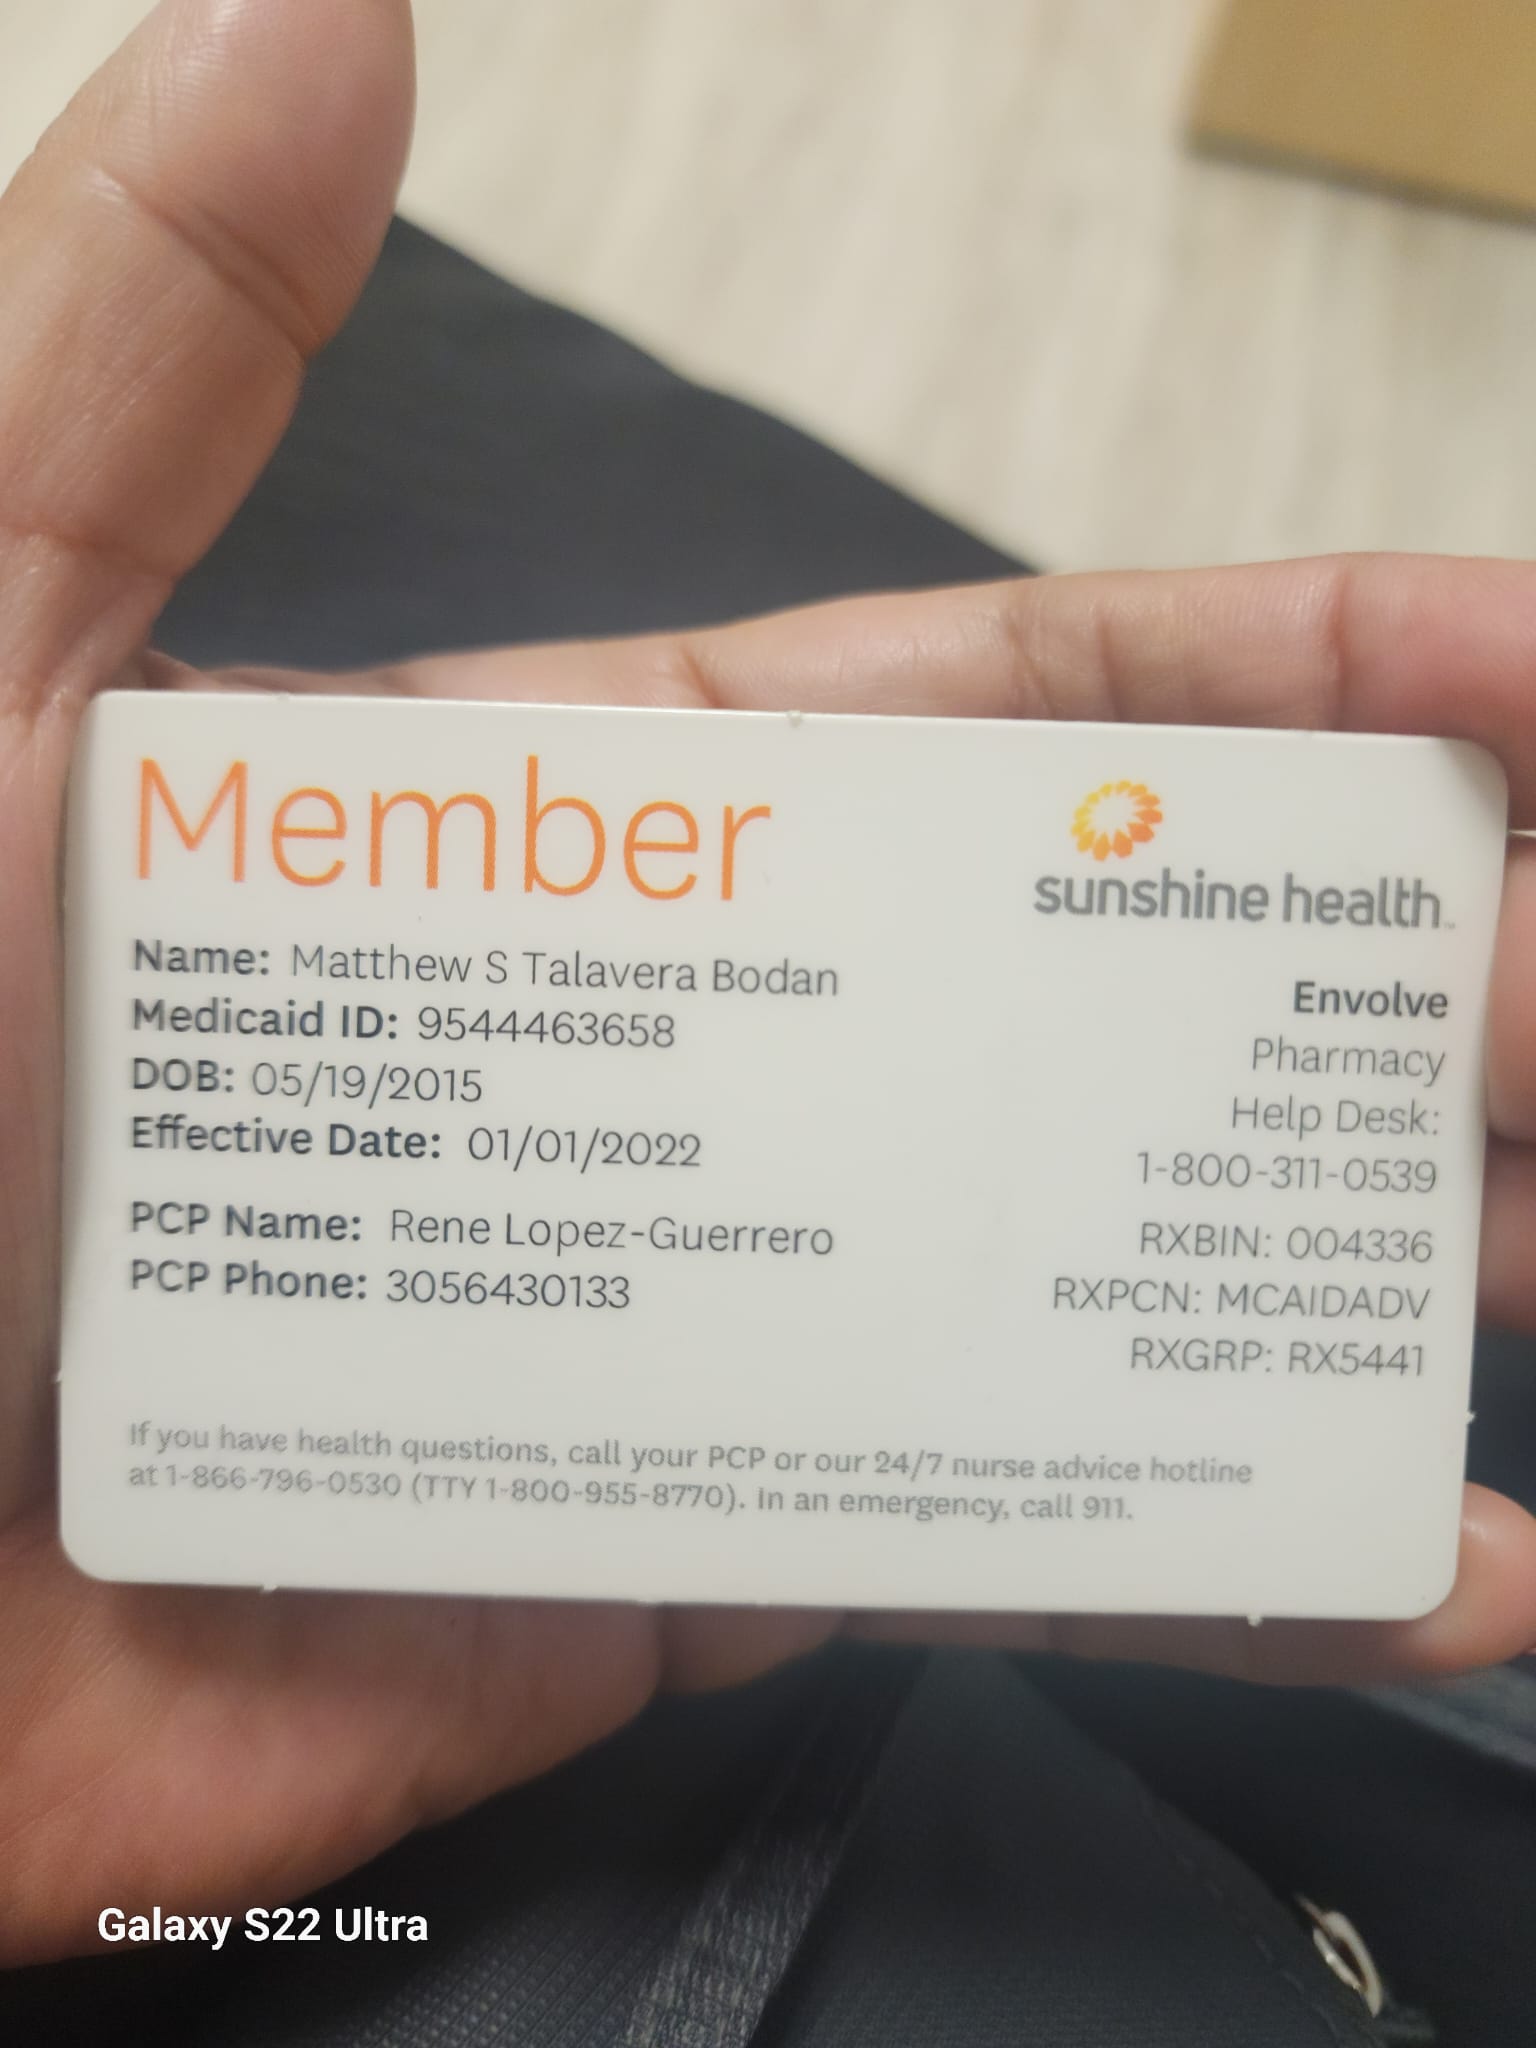 Member
sunshine health™
Name: Matthew S Talavera Bodan
Medicaid ID: 9544463658
DOB: 05/19/2015
Effective Date: 01/01/2022
PCP Name: Rene Lopez-Guerrero
PCP Phone: 3056430133
Envolve
Pharmacy
Help Desk:
1-800-311-0539
RXBIN: 004336
RXPCN: MCAIDADV
RXGRP: RX5441
If you have health questions, call your PCP or our 24/7 nurse advice hotline
at 1-866-796-0530 (TTY 1-800-955-8770). In an emergency, call 911.
Galaxy S22 Ultra